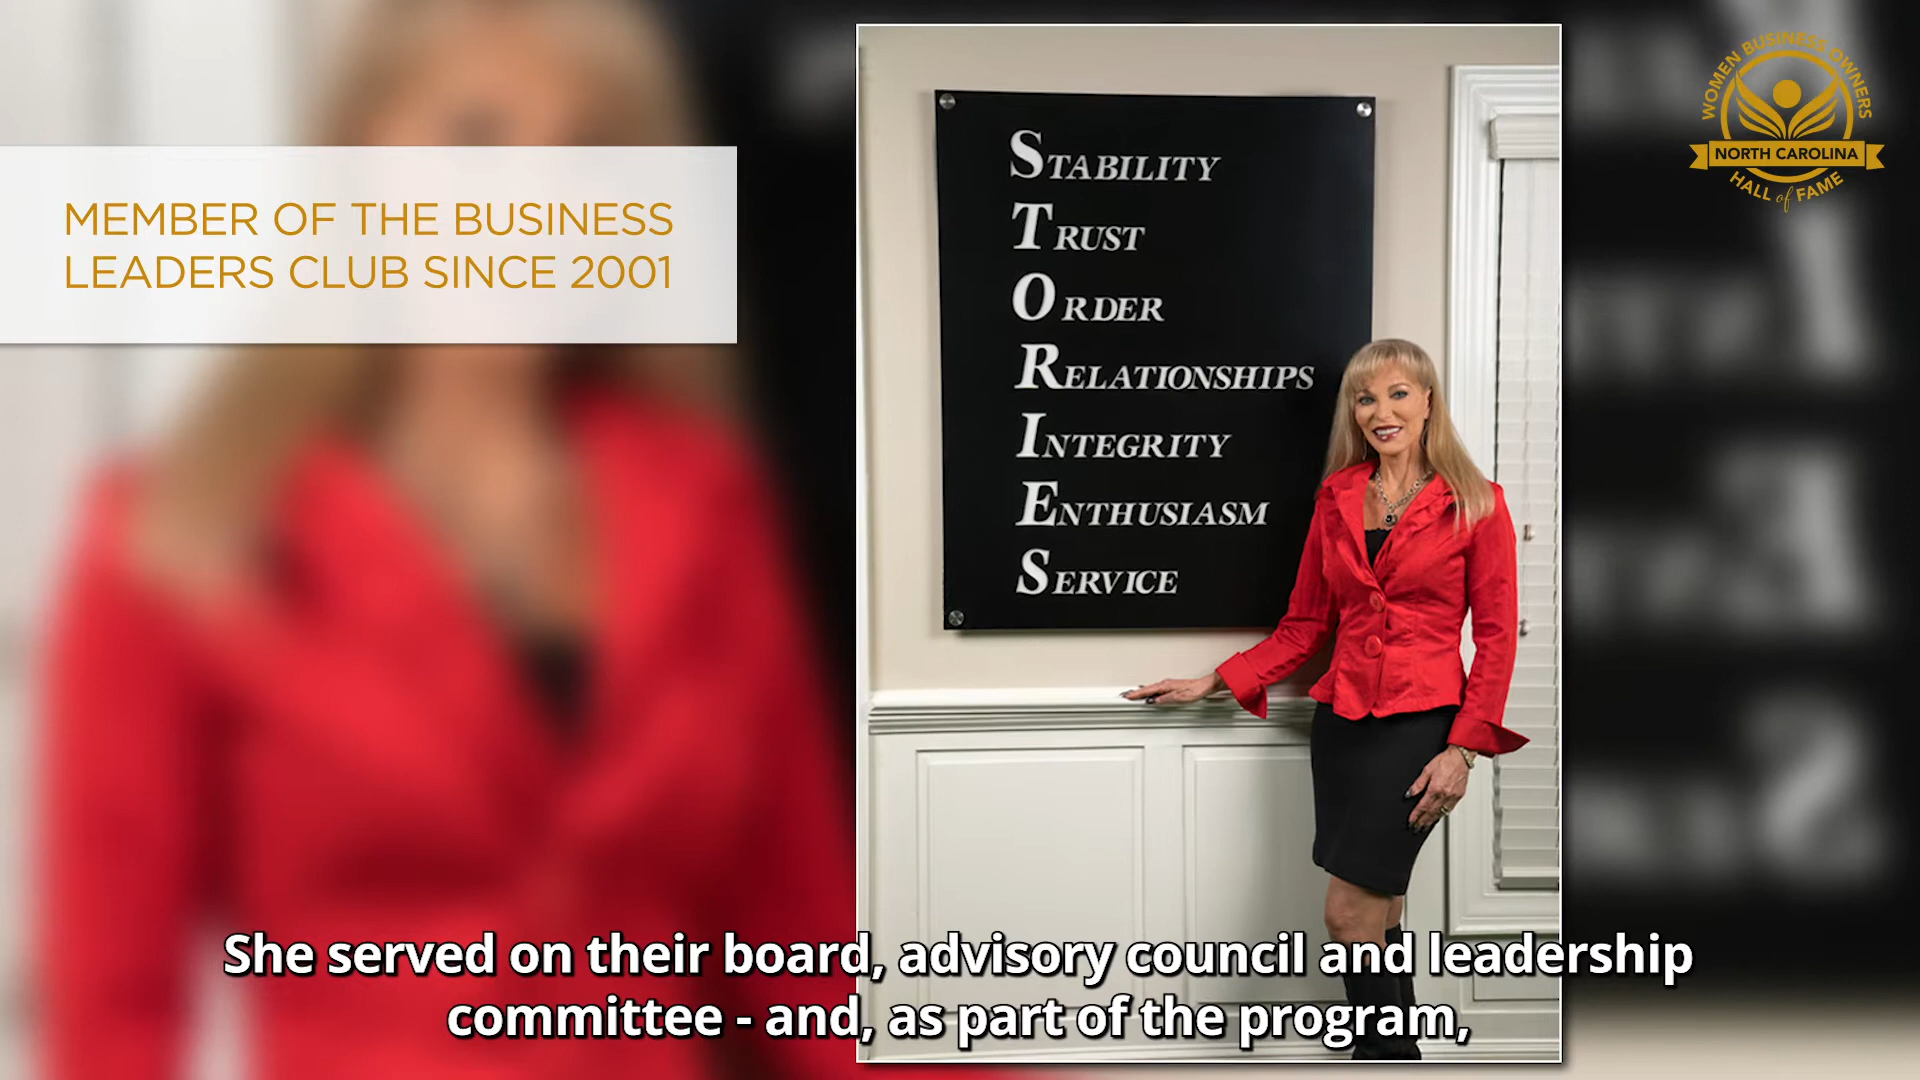 MEMBER OF THE BUSINESS
LEADERS CLUB SINCE 2001
STABILITY
TRUST
ORDER
RELATIONSHIPS
INTEGRITY
ENTHUSIASM
SERVICE
WOMEN BUSINESS OWNERS
NORTH CAROLINA
HALL of FAME
She served on their board, advisory council and leadership
committee - and, as part of the program,